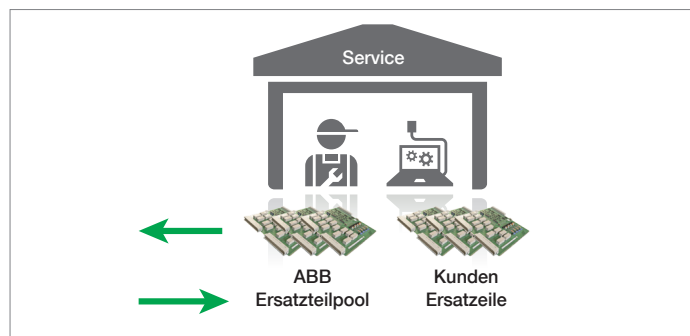 Service
ABB
Ersatzteilpool
Kunden
Ersatzeile